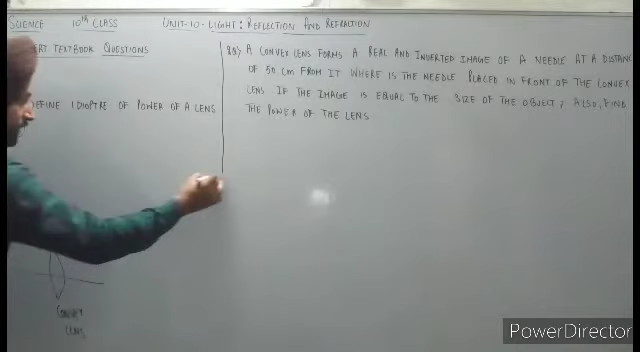 SCIENCE 10TH CLASS UNIT-10-LIGHT: REFLECTION AND REFRACTION
TEXTBOOK QUESTIONS
DEFINE 1 DIOPTRE OF POWER OF A LENS
A CONVEX LENS FORMS A REAL AND INVERTED IMAGE OF A NEEDLE AT A DISTANC
OF 50 CM FROM IT WHERE IS THE NEEDLE PLACED IN FRONT OF THE CONVEX
LENS IF THE IMAGE IS EQUAL TO THE SIZE OF THE OBJECT? ALSO, FIND
THE POWER OF THE LENS
CONVEX
LENS
PowerDirector